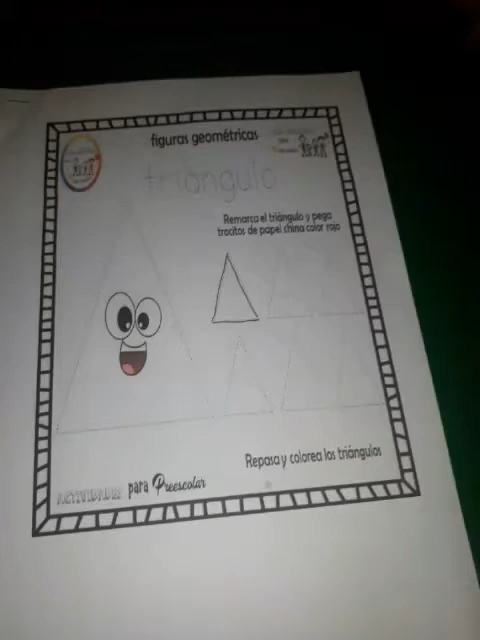 figuras geométricas
triángulo
Remarca el triángulo y pega
trocitos de papel china color rojo
Repasa y colorea los triángulos
ACTIVIDADES para Preescolar